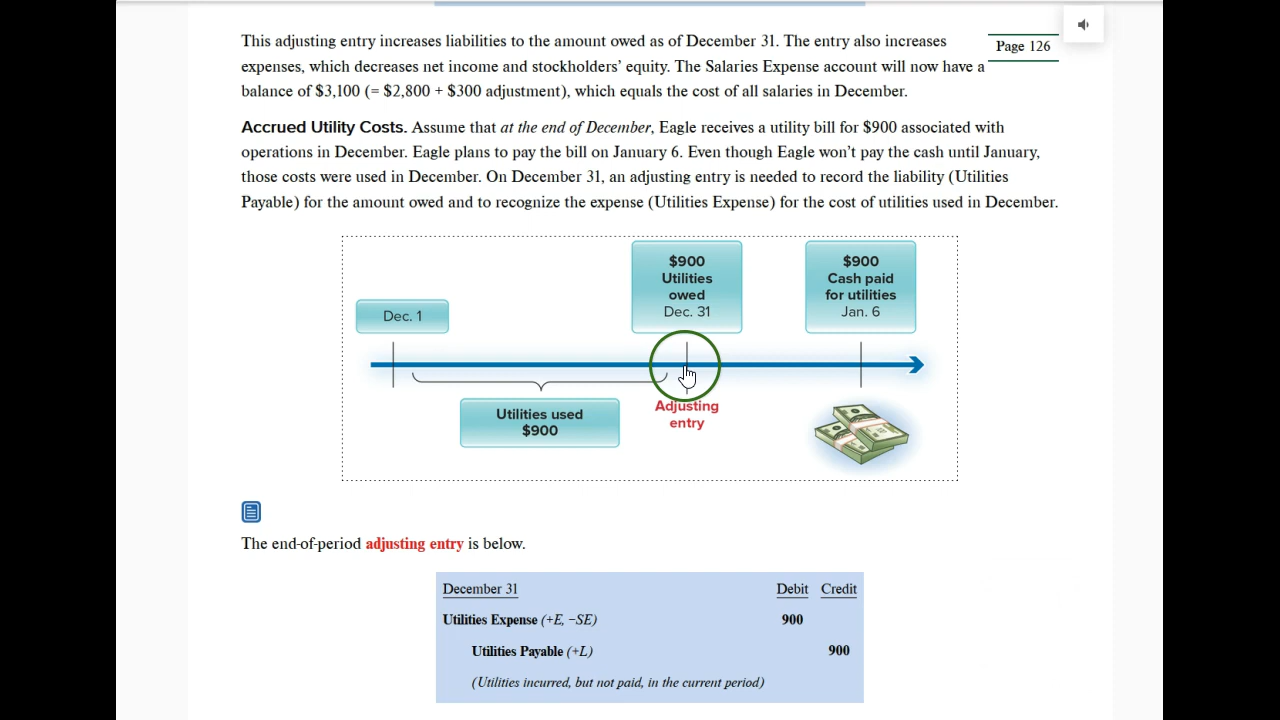 This adjusting entry increases liabilities to the amount owed as of December 31. The entry also increases
Page 126
expenses, which decreases net income and stockholders’ equity. The Salaries Expense account will now have a
balance of $3,100 (= $2,800 + $300 adjustment), which equals the cost of all salaries in December.
Accrued Utility Costs. Assume that at the end of December, Eagle receives a utility bill for $900 associated with
operations in December. Eagle plans to pay the bill on January 6. Even though Eagle won’t pay the cash until January,
those costs were used in December. On December 31, an adjusting entry is needed to record the liability (Utilities
Payable) for the amount owed and to recognize the expense (Utilities Expense) for the cost of utilities used in December.
Dec. 1
$900
Utilities
owed
Dec. 31
$900
Cash paid
for utilities
Jan. 6
Utilities used
$900
Adjusting
entry
The end-of-period adjusting entry is below.
December 31 Debit Credit
Utilities Expense (+E, −SE) 900
Utilities Payable (+L) 900
(Utilities incurred, but not paid, in the current period)